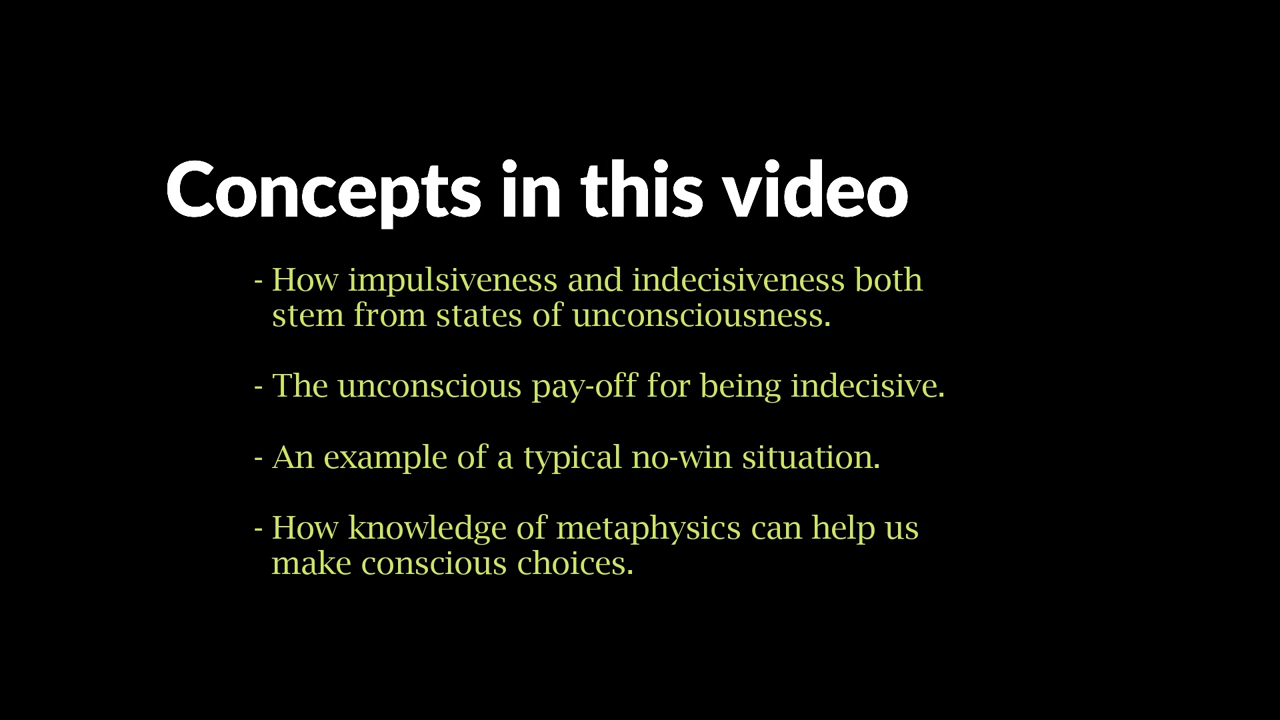 Concepts in this video
- How impulsiveness and indecisiveness both
stem from states of unconsciousness.
- The unconscious pay-off for being indecisive.
- An example of a typical no-win situation.
- How knowledge of metaphysics can help us
make conscious choices.